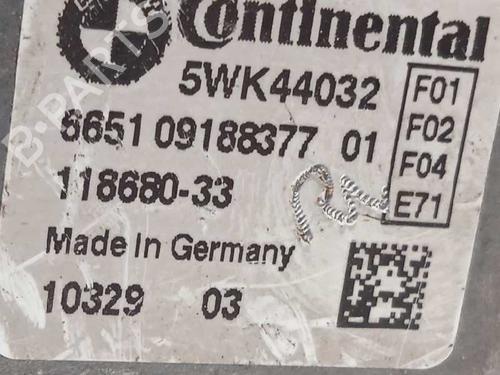 Continental
5WK44032
6651 09188377 01
118680-33
Made In Germany
10329 03
F01
F02
F04
E71
B-PARTS